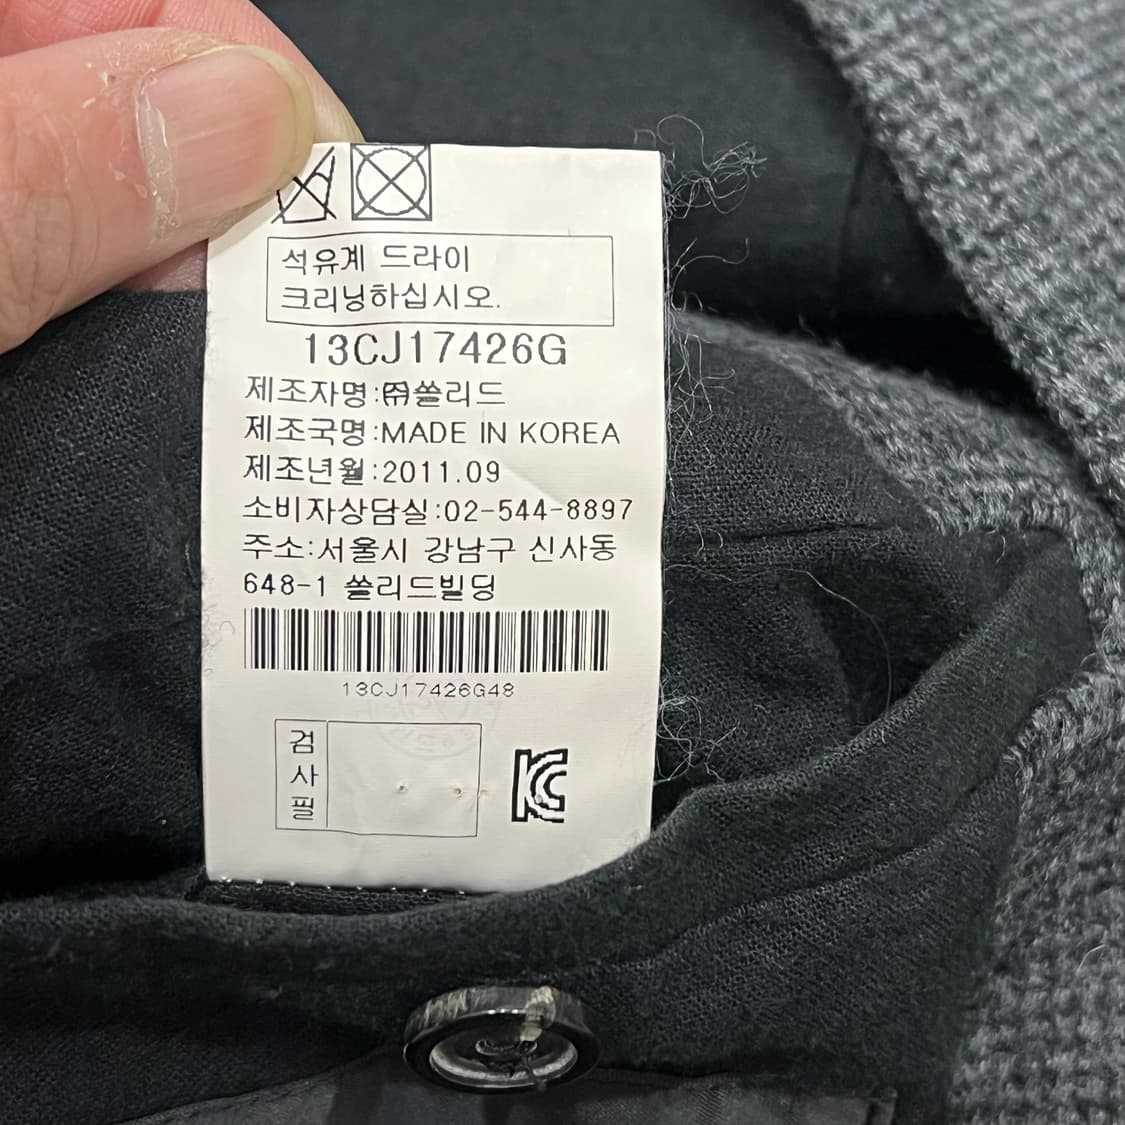 석유계 드라이
크리닝하십시오.
13CJ17426G
제조자명:㈜쏠리드
제조국명:MADE IN KOREA
제조년월:2011.09
소비자상담실:02-544-8897
주소:서울시 강남구 신사동
648-1 쏠리드빌딩
13CJ17426G48
검
사
필
KC